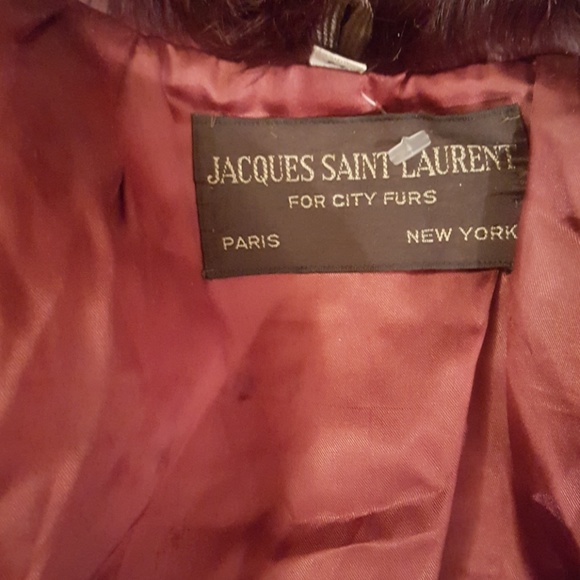 JACQUES SAINT LAURENT
FOR CITY FURS
PARIS NEW YORK